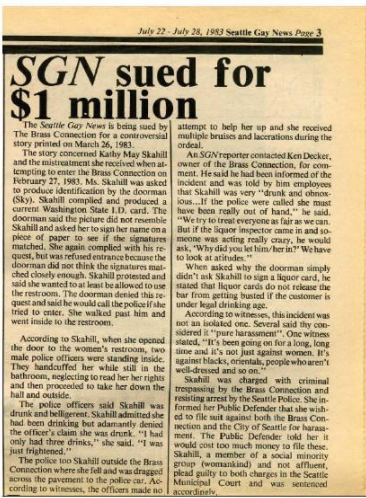 July 22 - July 28, 1983 Seattle Gay News Page 3
SGN sued for
$1 million
The Seattle Gay News is being sued by
The Brass Connection for a controversial
story printed on March 26, 1983.
The story concerned Kathy May Skahill
and the mistreatment she received when at-
tempting to enter the Brass Connection on
February 27, 1983. Ms. Skahill was asked
to produce identification by the doorman
(Sky). Skahill complied and produced a
current Washington State I.D. card. The
doorman said the picture did not resemble
Skahill and asked her to sign her name on a
piece of paper to see if the signatures
matched. She again complied with his re-
quest, but was refused entrance because the
doorman did not think the signatures mat-
ched closely enough. Skahill protested and
said she wanted to at least be allowed to use
the restroom. The doorman denied this re-
quest and said he would call the police if she
tried to enter. She walked past him and
went inside to the restroom.
According to Skahill, when she opened
the door to the women's restroom, two
male police officers were standing inside.
They handcuffed her while still in the
bathroom, neglecting to read her her rights
and then proceeded to take her down the
hall and outside.
The police officers said Skahill was
drunk and belligerent. Skahill admitted she
had been drinking but adamantly denied
the officer's claim she was drunk. "I had
only had three drinks," she said. "I was
just frightened."
The police too Skahill outside the Brass
Connection where she fell and was dragged
across the pavement to the police car. Ac-
cording to witnesses, the officers made no
attempt to help her up and she received
multiple bruises and lacerations during the
ordeal.
An SGN reporter contacted Ken Decker,
owner of the Brass Connection, for com-
ment. He said he had been informed of the
incident and was told by him employees
that Skahill was very "drunk and obnox-
ious...If the police were called she must
have been really out of hand," he said.
"We try to treat everyone as fair as we can.
But if the liquor inspector came in and so-
meone was acting really crazy, he would
ask, 'Why did you let him/her in?' We have
to look at attitudes."
When asked why the doorman simply
didn't ask Skahill to sign a liquor card, he
stated that liquor cards do not release the
bar from getting busted if the customer is
under legal drinking age.
According to witnesses, this incident was
not an isolated one. Several said thy con-
sidered it "pure harassment". One witness
stated, "It's been going on for a long, long
time and it's not just against women. It's
against blacks, orientals, people who aren't
well-dressed and so on."
Skahill was charged with criminal
trespassing by the Brass Connection and
resisting arrest by the Seattle Police. She in-
formed her Public Defender that she wish-
ed to file suit against both the Brass Con-
nection and the City of Seattle for harass-
ment. The Public Defender told her it
would cost too much money to file these.
Skahill, a member of a social minority
group (womankind) and not affluent,
plead guilty to both charges in the Seattle
Municipal Court and was sentenced
accordingly.